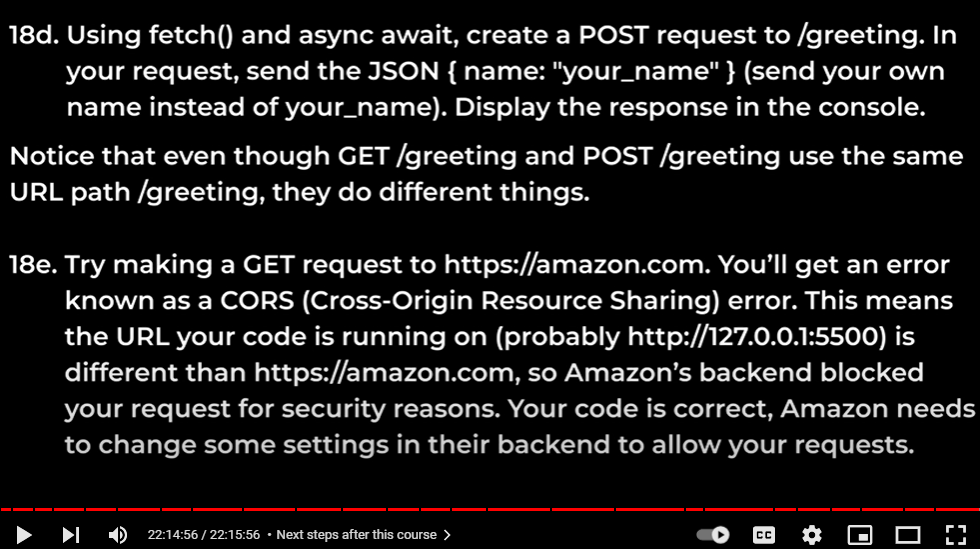 18d. Using fetch() and async await, create a POST request to /greeting. In
your request, send the JSON { name: "your_name" } (send your own
name instead of your_name). Display the response in the console.
Notice that even though GET /greeting and POST /greeting use the same
URL path /greeting, they do different things.
18e. Try making a GET request to https://amazon.com. You’ll get an error
known as a CORS (Cross-Origin Resource Sharing) error. This means
the URL your code is running on (probably http://127.0.0.1:5500) is
different than https://amazon.com, so Amazon’s backend blocked
your request for security reasons. Your code is correct, Amazon needs
to change some settings in their backend to allow your requests.
22:14:56 / 22:15:56 • Next steps after this course
CC